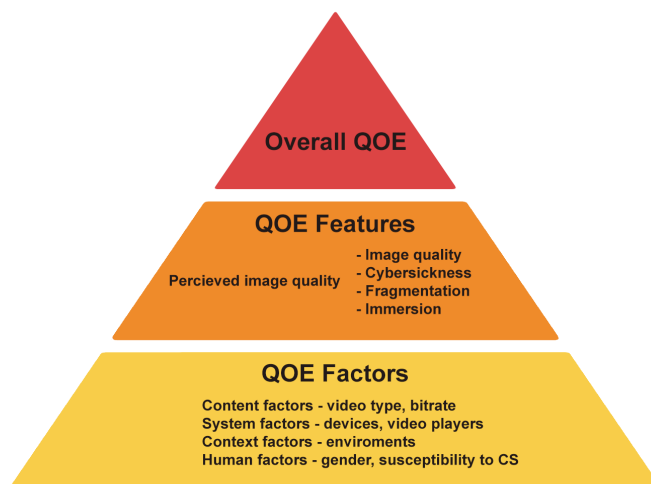 Overall QOE
QOE Features
Percieved image quality
- Image quality
- Cybersickness
- Fragmentation
- Immersion
QOE Factors
Content factors - video type, bitrate
System factors - devices, video players
Context factors - enviroments
Human factors - gender, susceptibility to CS